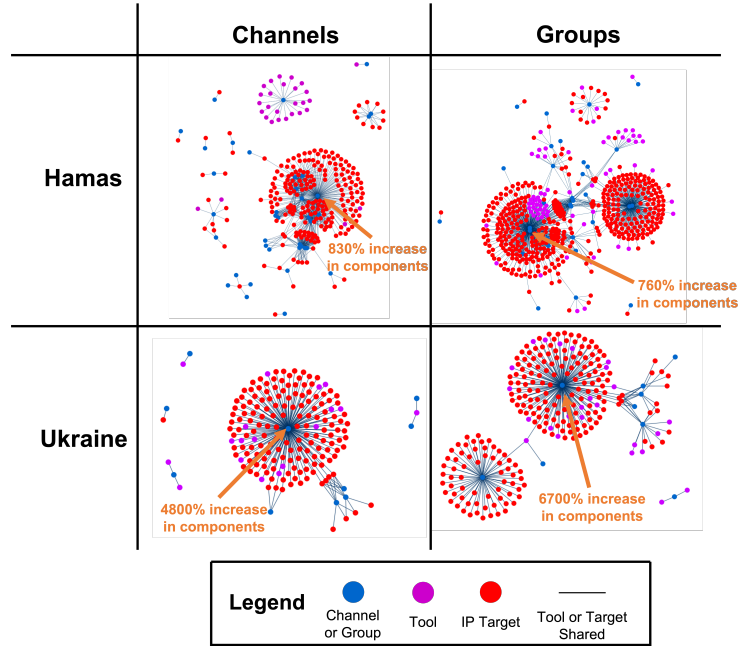 Channels
Groups
Hamas
830% increase
in components
760% increase
in components
Ukraine
4800% increase
in components
6700% increase
in components
Legend
Channel
or Group
Tool
IP Target
Tool or Target
Shared